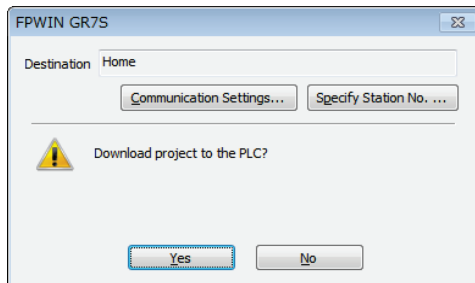 FPWIN GR7S
Destination Home
Communication Settings... Specify Station No. ...
Download project to the PLC?
Yes No